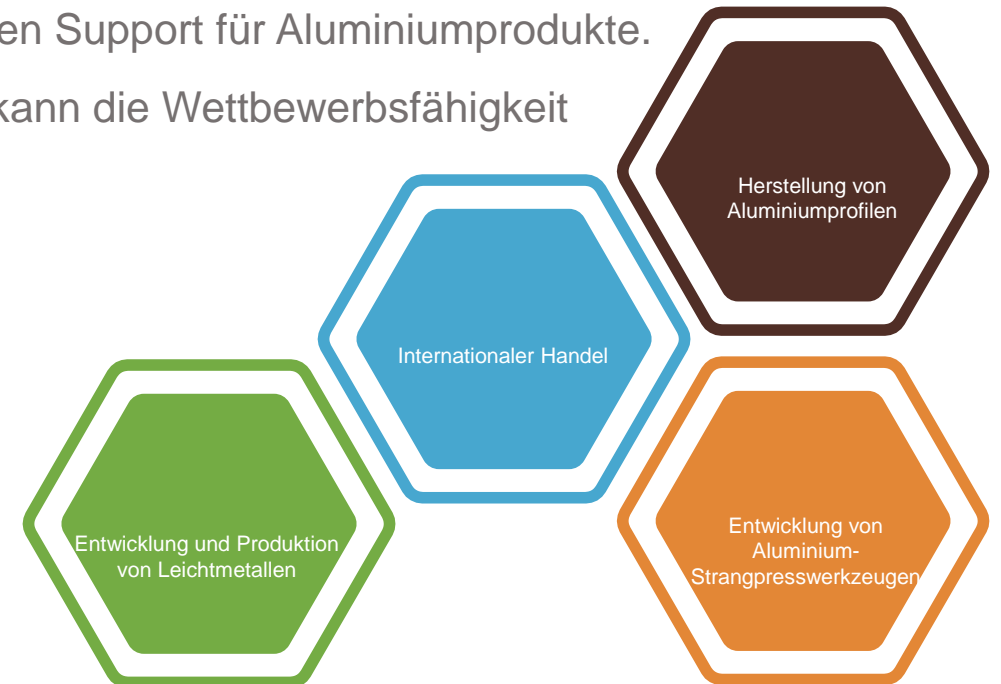 en Support für Aluminiumprodukte.
kann die Wettbewerbsfähigkeit
Herstellung von
Aluminiumprofilen
Internationaler Handel
Entwicklung und Produktion
von Leichtmetallen
Entwicklung von
Aluminium-
Strangpresswerkzeugen